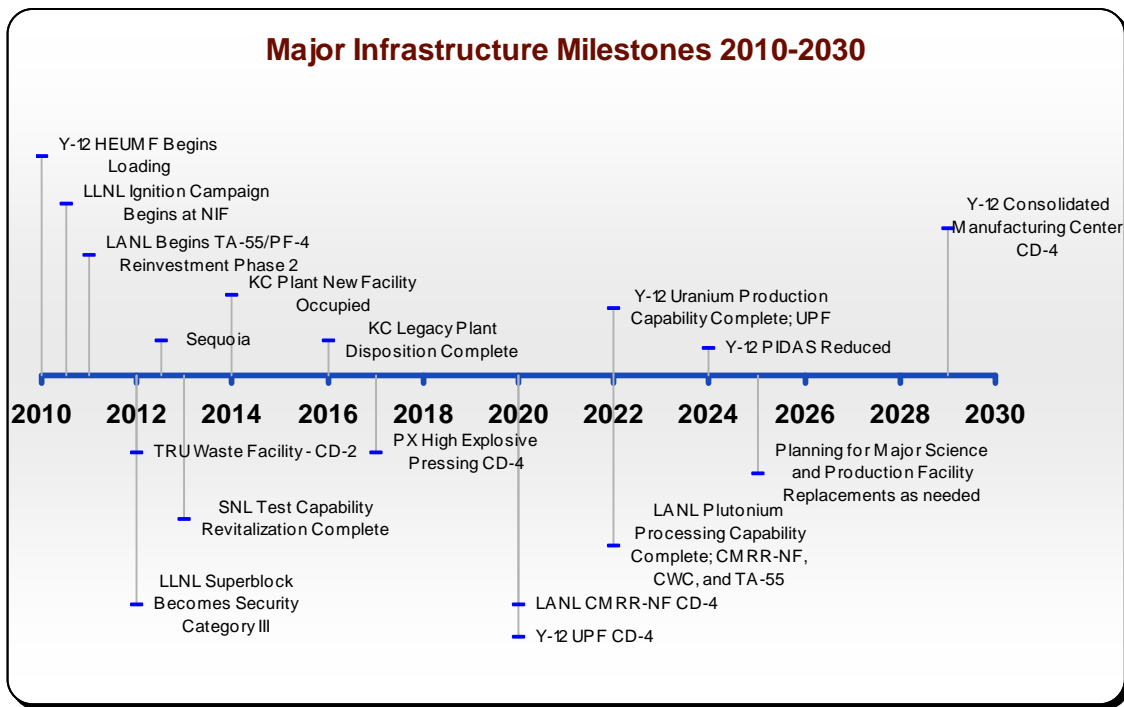 Major Infrastructure Milestones 2010-2030
Y-12 HEUMF Begins
Loading
LLNL Ignition Campaign
Begins at NIF
LANL Begins TA-55/PF-4
Reinvestment Phase 2
KC Plant New Facility
Occupied
Sequoia
KC Legacy Plant
Disposition Complete
Y-12 Uranium Production
Capability Complete; UPF
Y-12 PIDAS Reduced
Y-12 Consolidated
Manufacturing Center
CD-4
2010 2012 2014 2016 2018 2020 2022 2024 2026 2028 2030
TRU Waste Facility - CD-2
SNL Test Capability
Revitalization Complete
LLNL Superblock
Becomes Security
Category III
PX High Explosive
Pressing CD-4
LANL Plutonium
Processing Capability
Complete; CMRR-NF,
CWC, and TA-55
LANL CMRR-NF CD-4
Y-12 UPF CD-4
Planning for Major Science
and Production Facility
Replacements as needed